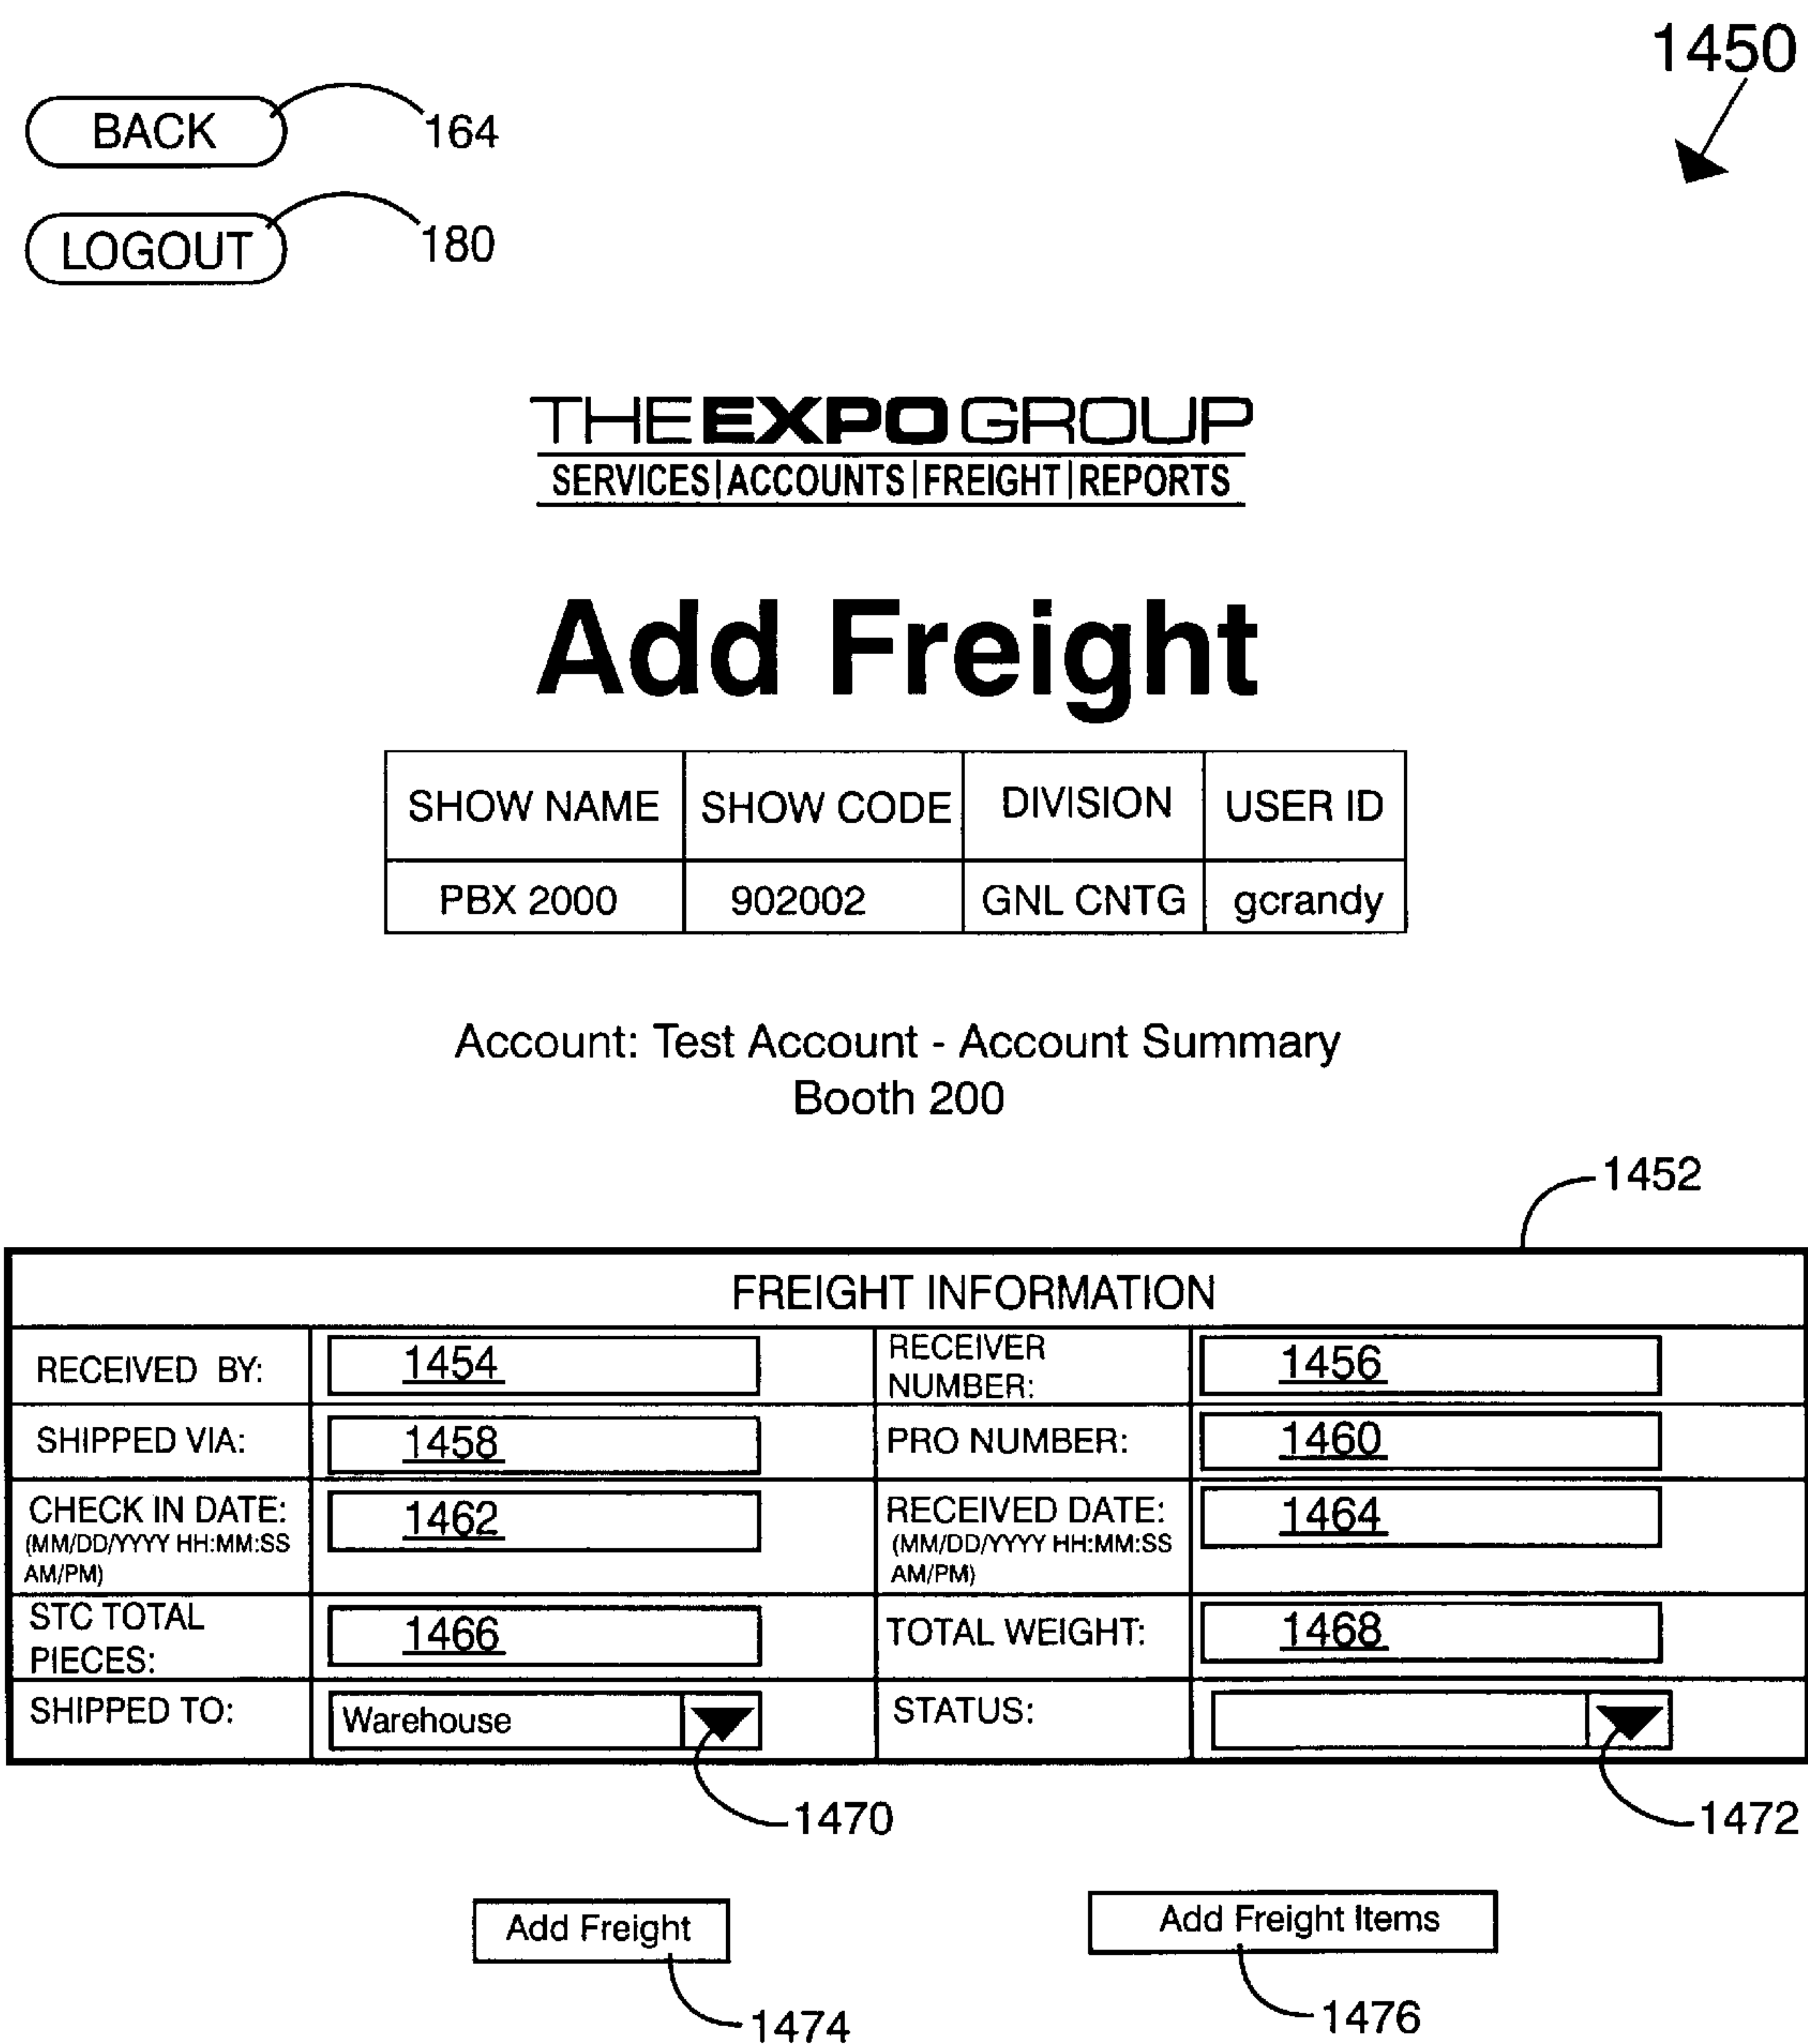 1450
BACK
164
LOGOUT
180
THE EXPO GROUP
SERVICES|ACCOUNTS|FREIGHT|REPORTS
Add Freight
SHOW NAME SHOW CODE DIVISION USER ID
PBX 2000 902002 GNL CNTG gcrandy
Account: Test Account - Account Summary
Booth 200
1452
FREIGHT INFORMATION
RECEIVED BY: 1454 RECEIVER NUMBER: 1456
SHIPPED VIA: 1458 PRO NUMBER: 1460
CHECK IN DATE: 1462 RECEIVED DATE: 1464
(MM/DD/YYYY HH:MM:SS (MM/DD/YYYY HH:MM:SS
AM/PM) AM/PM)
STC TOTAL PIECES: 1466 TOTAL WEIGHT: 1468
SHIPPED TO: Warehouse STATUS:
1470 1472
Add Freight Add Freight Items
1474 1476